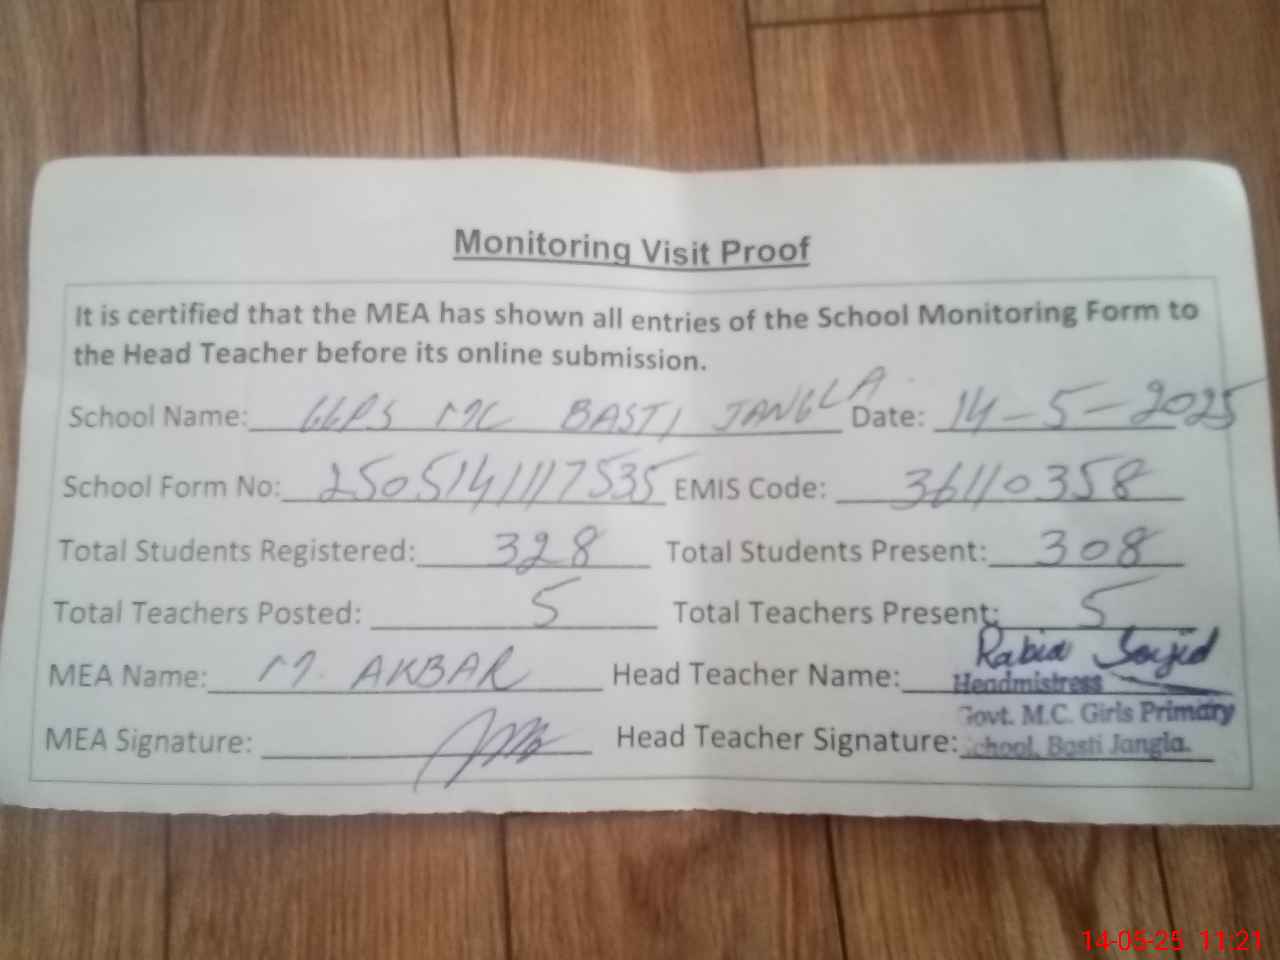 Monitoring Visit Proof
It is certified that the MEA has shown all entries of the School Monitoring Form to
the Head Teacher before its online submission.
School Name: GGPS MC BASTI JANGLA Date: 14-5-2025
School Form No: 2505141117535 EMIS Code: 36110358
Total Students Registered: 328 Total Students Present: 308
Total Teachers Posted: 5 Total Teachers Present: 5
MEA Name: M. AKBAR Head Teacher Name: Rabia Sajid
Headmistress
Govt. M.C. Girls Primary
MEA Signature: Head Teacher Signature: School, Basti Jangla.
14-05-25 11:21